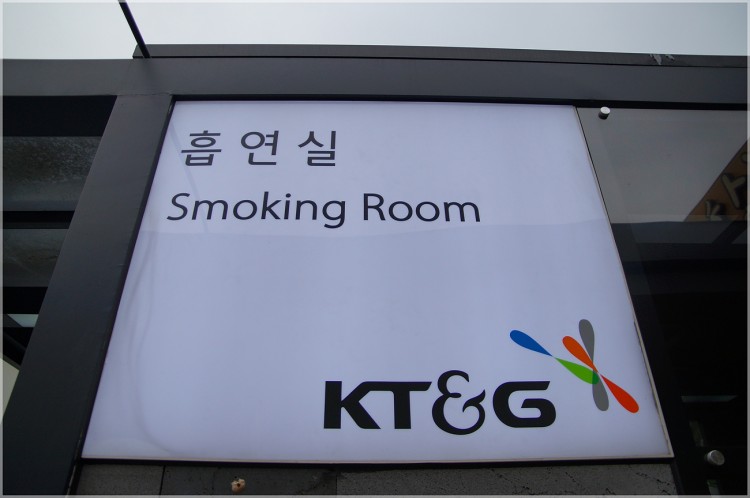 흡연실
Smoking Room
KT&G